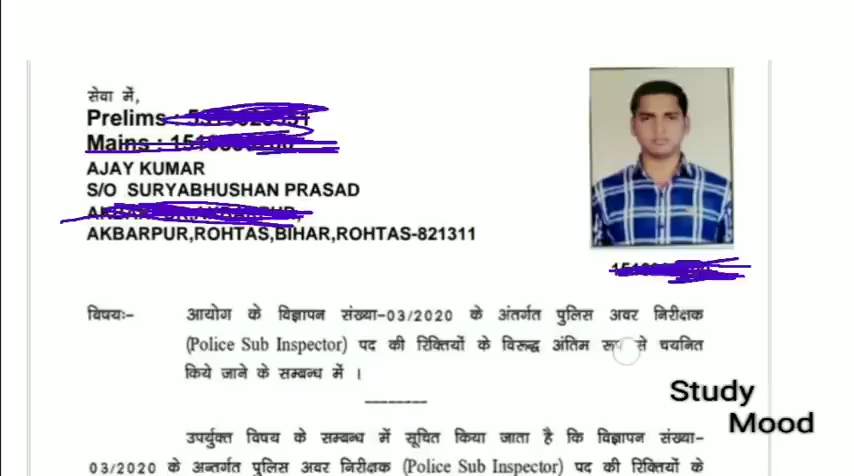 सेवा में,
Prelims :
Mains :
AJAY KUMAR
S/O SURYABHUSHAN PRASAD
AKBARPUR,ROHTAS,BIHAR,ROHTAS-821311
विषयः- आयोग के विज्ञापन संख्या-03/2020 के अंतर्गत पुलिस अवर निरीक्षक
(Police Sub Inspector) पद की रिक्तियों के विरूद्ध अंतिम रूप से चयनित
किये जाने के सम्बन्ध में ।
Study
Mood
उपर्युक्त विषय के सम्बन्ध में सूचित किया जाता है कि विज्ञापन संख्या-
03/2020 के अन्तर्गत पुलिस अवर निरीक्षक (Police Sub Inspector) पद की रिक्तियों के